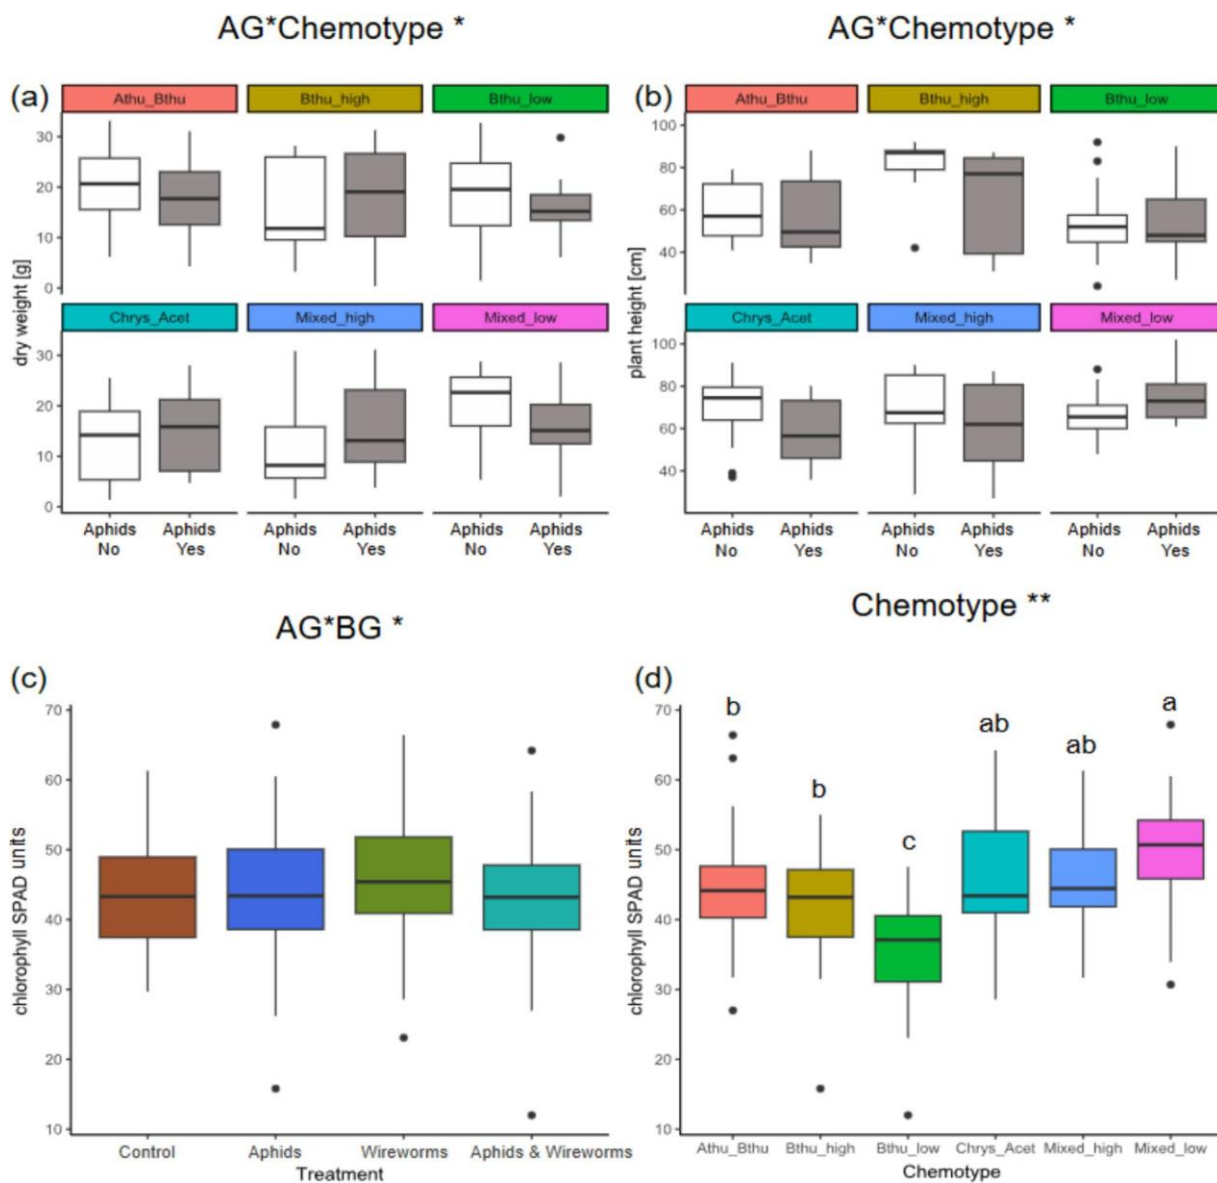 AG*Chemotype *
AG*Chemotype *
(a)
Athu_Bthu Bthu_high Bthu_low
30
20
10
0
Chrys_Acet Mixed_high Mixed_low
30
20
10
0
dry weight [g]
Aphids Aphids Aphids Aphids Aphids Aphids
No Yes No Yes No Yes
(b)
Athu_Bthu Bthu_high Bthu_low
100
80
60
40
Chrys_Acet Mixed_high Mixed_low
100
80
60
40
plant height [cm]
Aphids Aphids Aphids Aphids Aphids Aphids
No Yes No Yes No Yes
AG*BG *
(c)
70
60
50
40
30
20
10
chlorophyll SPAD units
Control Aphids Wireworms Aphids & Wireworms
Treatment
Chemotype **
(d)
70
60
50
40
30
20
10
chlorophyll SPAD units
b b c ab ab a
Athu_Bthu Bthu_high Bthu_low Chrys_Acet Mixed_high Mixed_low
Chemotype